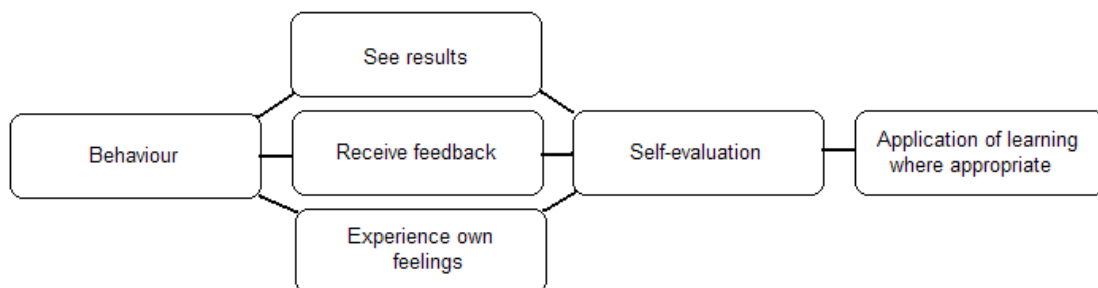 See results
Behaviour
Receive feedback
Self-evaluation
Application of learning
where appropriate
Experience own
feelings